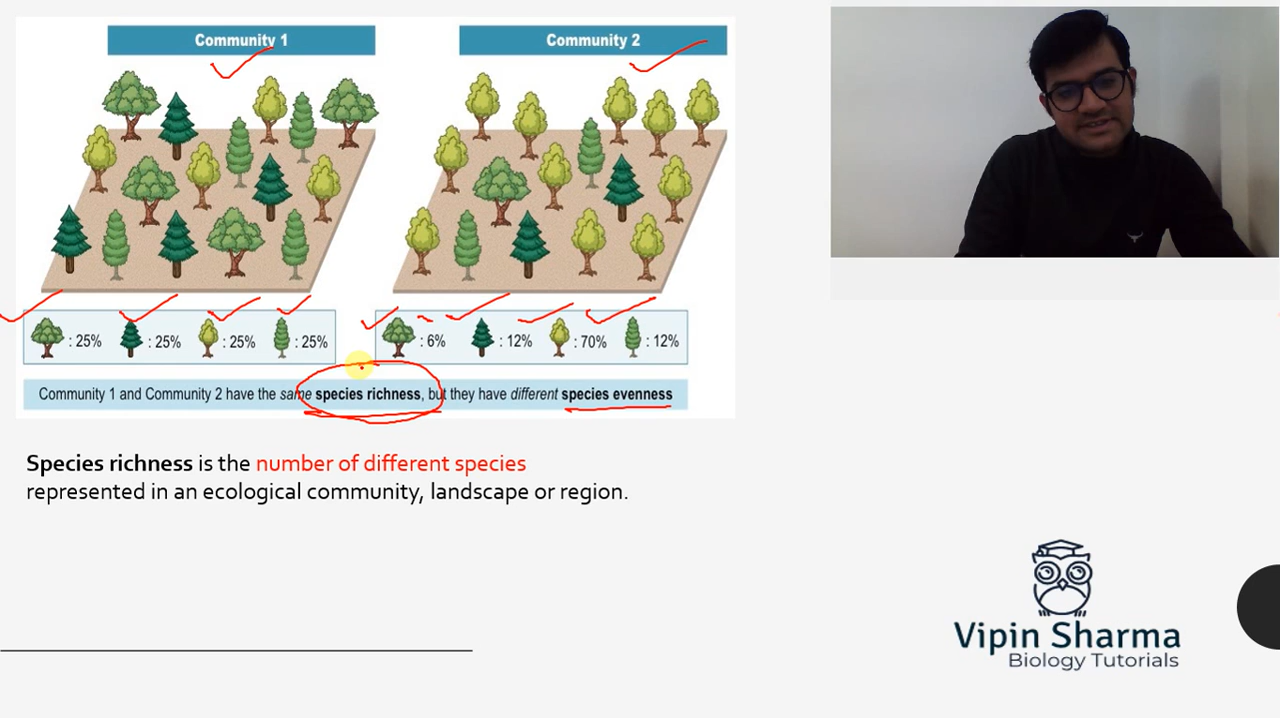 Community 1
Community 2
: 25% : 25% : 25% : 25%
: 6% : 12% : 70% : 12%
Community 1 and Community 2 have the same species richness, but they have different species evenness
Species richness is the number of different species
represented in an ecological community, landscape or region.
Vipin Sharma
Biology Tutorials